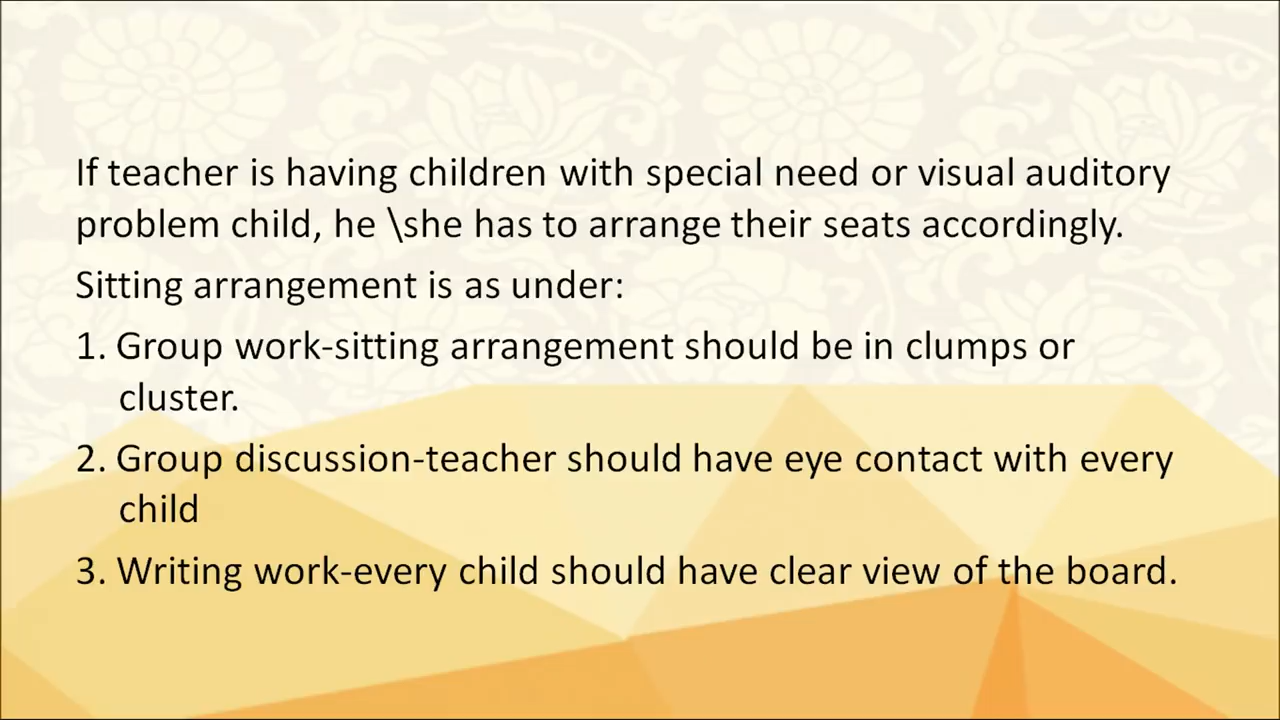 If teacher is having children with special need or visual auditory
problem child, he \she has to arrange their seats accordingly.
Sitting arrangement is as under:
1. Group work-sitting arrangement should be in clumps or
cluster.
2. Group discussion-teacher should have eye contact with every
child
3. Writing work-every child should have clear view of the board.